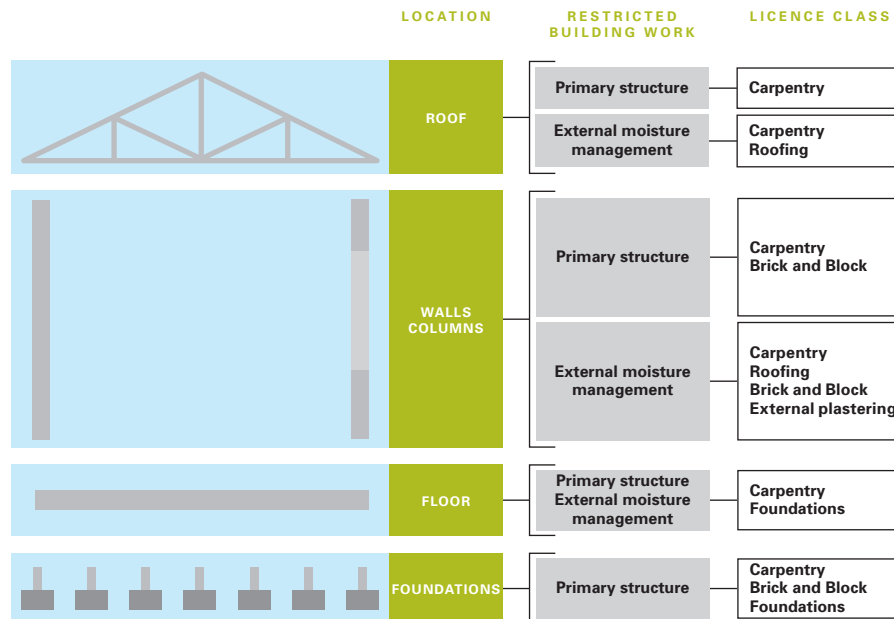 LOCATION
RESTRICTED
BUILDING WORK
LICENCE CLASS
ROOF
Primary structure
Carpentry
External moisture
management
Carpentry
Roofing
WALLS
COLUMNS
Primary structure
Carpentry
Brick and Block
External moisture
management
Carpentry
Roofing
Brick and Block
External plastering
FLOOR
Primary structure
External moisture
management
Carpentry
Foundations
FOUNDATIONS
Primary structure
Carpentry
Brick and Block
Foundations